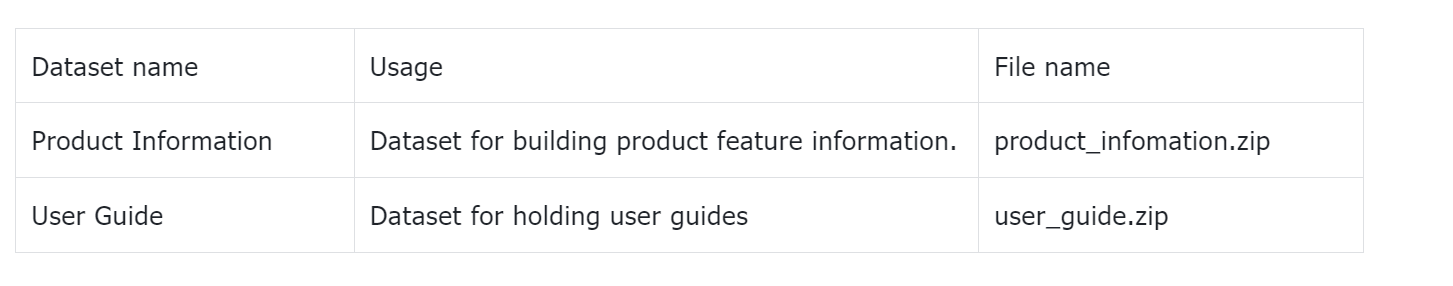 Dataset name Usage File name
Product Information Dataset for building product feature information. product_infomation.zip
User Guide Dataset for holding user guides user_guide.zip